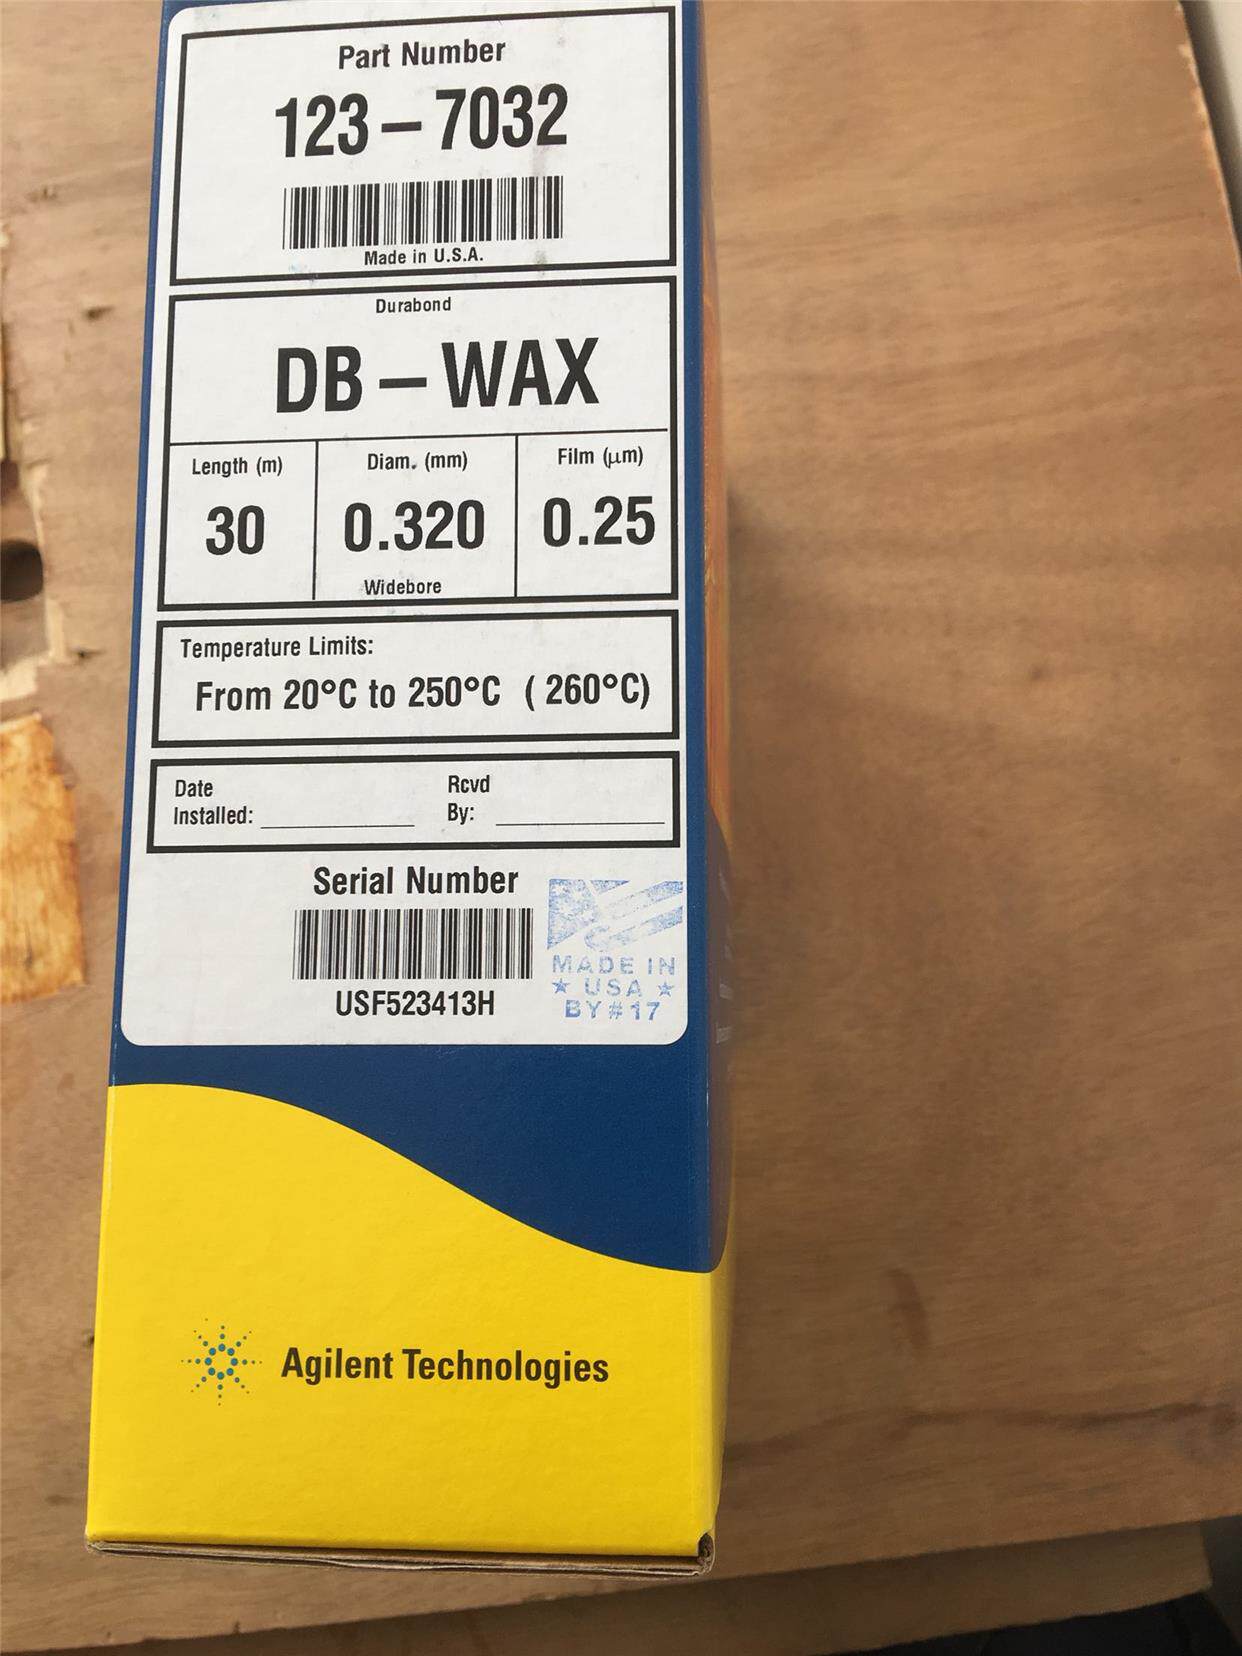 Part Number
123-7032
Made in U.S.A.
Durabond
DB-WAX
Length (m) Diam. (mm) Film (μm)
30 0.320 0.25
Widebore
Temperature Limits:
From 20°C to 250°C (260°C)
Date Installed: Rcvd By:
Serial Number
USF523413H
MADE IN
★ USA ★
BY#17
Agilent Technologies